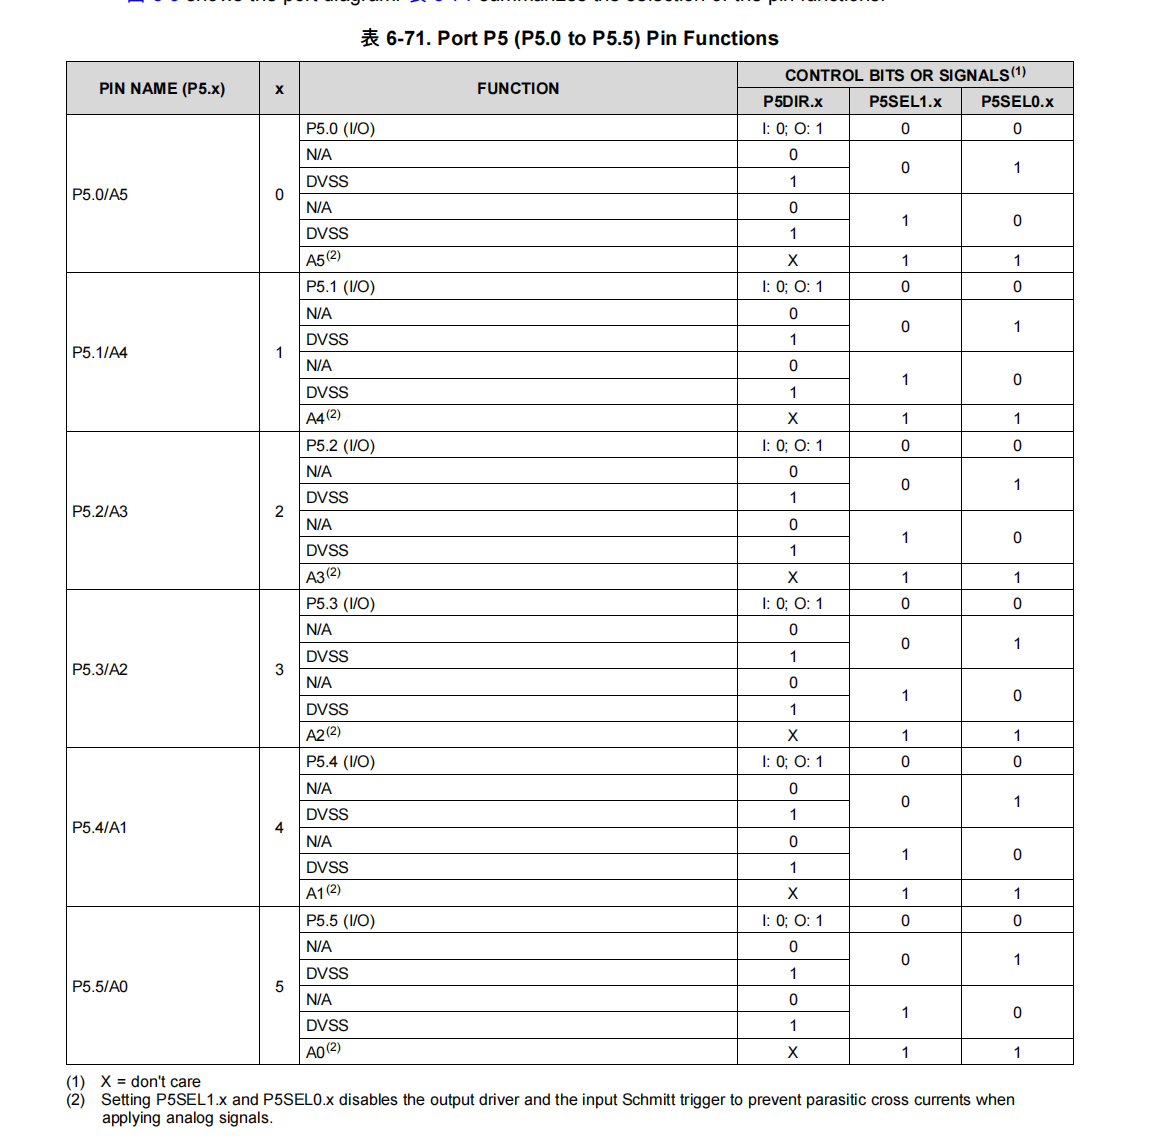 shows the port diagram. 表 6-71 summarizes the selection of the pin functions.
表 6-71. Port P5 (P5.0 to P5.5) Pin Functions
PIN NAME (P5.x) x FUNCTION CONTROL BITS OR SIGNALS(1)
P5DIR.x P5SEL1.x P5SEL0.x
P5.0/A5 0 P5.0 (I/O) I: 0; O: 1 0 0
N/A 0 0 1
DVSS 1
N/A 0 1 0
DVSS 1
A5(2) X 1 1
P5.1/A4 1 P5.1 (I/O) I: 0; O: 1 0 0
N/A 0 0 1
DVSS 1
N/A 0 1 0
DVSS 1
A4(2) X 1 1
P5.2/A3 2 P5.2 (I/O) I: 0; O: 1 0 0
N/A 0 0 1
DVSS 1
N/A 0 1 0
DVSS 1
A3(2) X 1 1
P5.3/A2 3 P5.3 (I/O) I: 0; O: 1 0 0
N/A 0 0 1
DVSS 1
N/A 0 1 0
DVSS 1
A2(2) X 1 1
P5.4/A1 4 P5.4 (I/O) I: 0; O: 1 0 0
N/A 0 0 1
DVSS 1
N/A 0 1 0
DVSS 1
A1(2) X 1 1
P5.5/A0 5 P5.5 (I/O) I: 0; O: 1 0 0
N/A 0 0 1
DVSS 1
N/A 0 1 0
DVSS 1
A0(2) X 1 1
(1) X = don't care
(2) Setting P5SEL1.x and P5SEL0.x disables the output driver and the input Schmitt trigger to prevent parasitic cross currents when
applying analog signals.